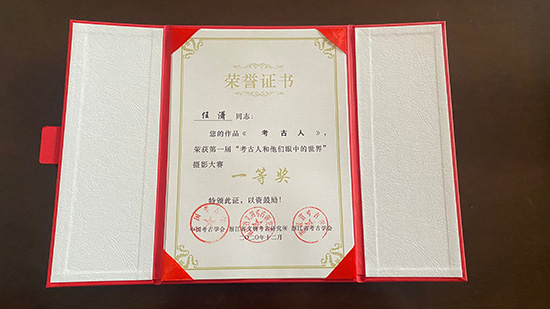 荣誉证书
任潇 同志：
您的作品《 考古人 》，
荣获第一届“考古人和他们眼中的世界”
摄影大赛
一等奖
特颁此证，以资鼓励！
中国考古学会 浙江省文物考古研究所 浙江省考古学会
二〇二〇年十二月